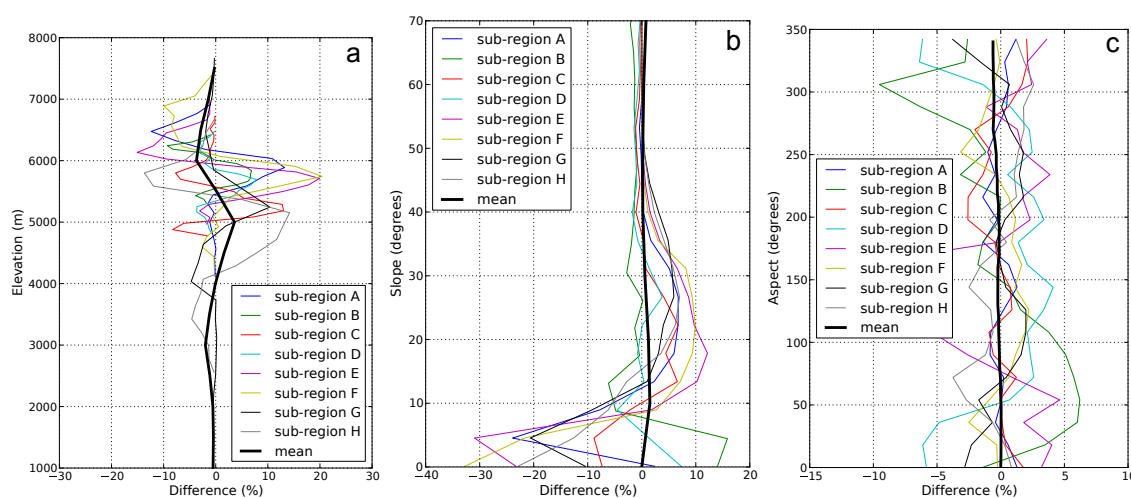 a
8000
7000
6000
5000
4000
3000
2000
1000
Elevation (m)
sub-region A
sub-region B
sub-region C
sub-region D
sub-region E
sub-region F
sub-region G
sub-region H
mean
−30 −20 −10 0 10 20 30
Difference (%)
b
70
60
50
40
30
20
10
0
Slope (degrees)
sub-region A
sub-region B
sub-region C
sub-region D
sub-region E
sub-region F
sub-region G
sub-region H
mean
−40 −30 −20 −10 0 10 20
Difference (%)
c
350
300
250
200
150
100
50
0
Aspect (degrees)
sub-region A
sub-region B
sub-region C
sub-region D
sub-region E
sub-region F
sub-region G
sub-region H
mean
−15 −10 −5 0 5 10
Difference (%)